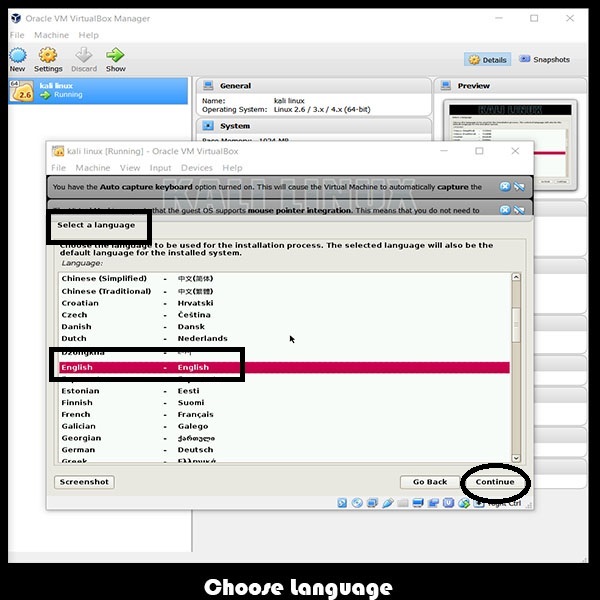 Oracle VM VirtualBox Manager
File Machine Help
New Settings Discard Show
Details Snapshots
64
2.6
kali linux
Running
General
Name: kali linux
Operating System: Linux 2.6 / 3.x / 4.x (64-bit)
System
Preview
kali linux [Running] - Oracle VM VirtualBox
File Machine View Input Devices Help
You have the Auto capture keyboard option turned on. This will cause the Virtual Machine to automatically capture the
KALI LINUX
that the guest OS supports mouse pointer integration. This means that you do not need to
Select a language
Choose the language to be used for the installation process. The selected language will also be the
default language for the installed system.
Language:
Chinese (Simplified) - 中文(简体)
Chinese (Traditional) - 中文(繁體)
Croatian - Hrvatski
Czech - Čeština
Danish - Dansk
Dutch - Nederlands
Dzongkha
English - English
Estonian - Eesti
Finnish - Suomi
French - Français
Galician - Galego
Georgian - ქართული
German - Deutsch
Greek - Ελληνικά
Screenshot Go Back Continue
Right Ctrl
Choose Language